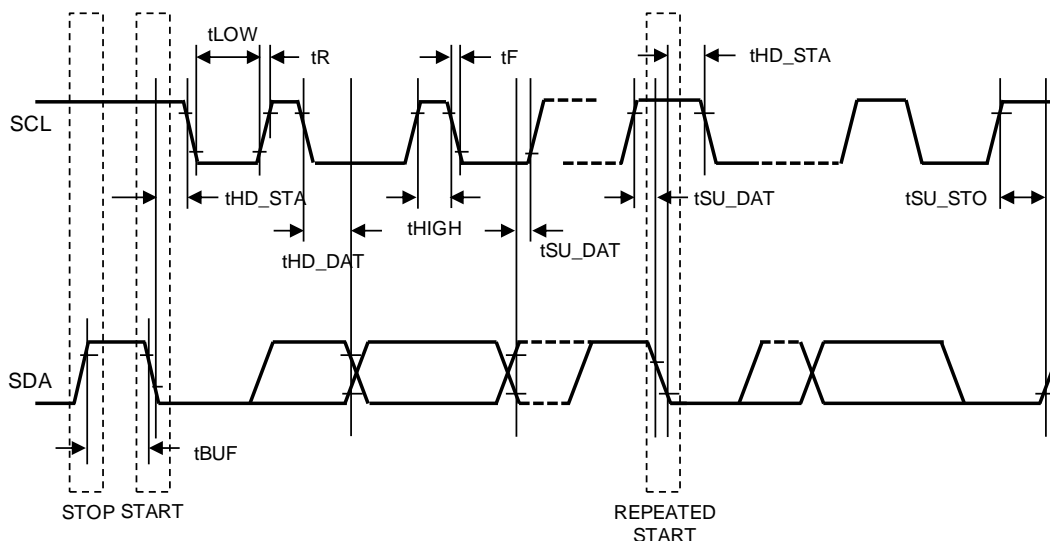 tLOW
tR
tF
tHD_STA
SCL
tHD_STA
tHIGH
tSU_DAT
tSU_STO
tHD_DAT
tSU_DAT
SDA
tBUF
STOP
START
REPEATED
START